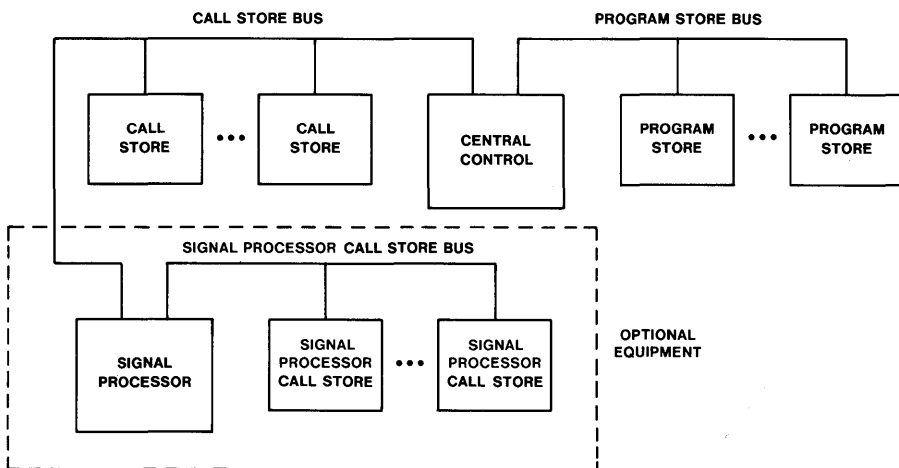 CALL STORE BUS
PROGRAM STORE BUS
CALL
STORE
•••
CALL
STORE
CENTRAL
CONTROL
PROGRAM
STORE
•••
PROGRAM
STORE
SIGNAL PROCESSOR CALL STORE BUS
SIGNAL
PROCESSOR
SIGNAL
PROCESSOR
CALL STORE
•••
SIGNAL
PROCESSOR
CALL STORE
OPTIONAL
EQUIPMENT